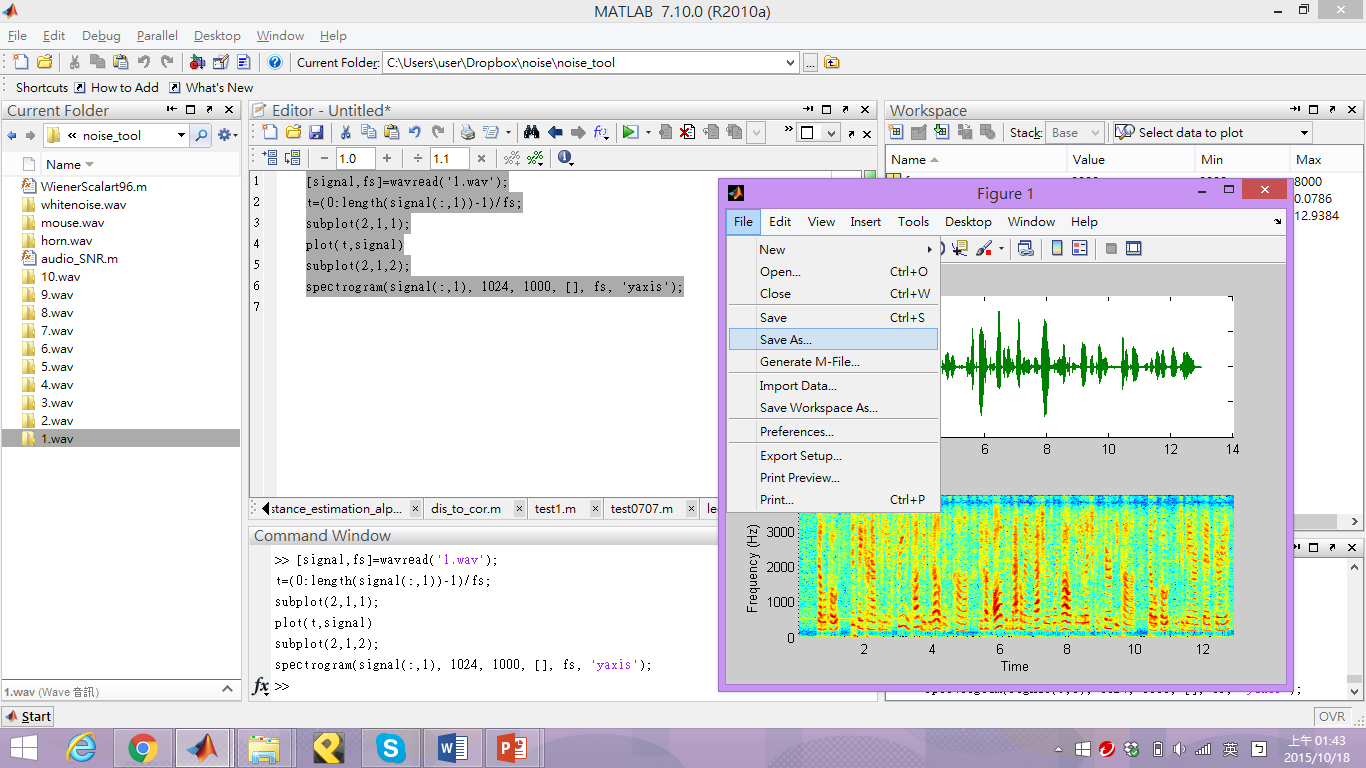 MATLAB 7.10.0 (R2010a)
File Edit Debug Parallel Desktop Window Help
Current Folder: C:\Users\user\Dropbox\noise\noise_tool
Shortcuts How to Add What's New
Current Folder
« noise_tool
Name
WienerScalart96.m
whitenoise.wav
mouse.wav
horn.wav
audio_SNR.m
10.wav
9.wav
8.wav
7.wav
6.wav
5.wav
4.wav
3.wav
2.wav
1.wav
1.wav (Wave 音訊)
Editor - Untitled*
1.0 1.1
1 [signal,fs]=wavread('1.wav');
2 t=(0:length(signal(:,1))-1)/fs;
3 subplot(2,1,1);
4 plot(t,signal)
5 subplot(2,1,2);
6 spectrogram(signal(:,1), 1024, 1000, [], fs, 'yaxis');
7
stance_estimation_alp... dis_to_cor.m test1.m test0707.m
Command Window
>> [signal,fs]=wavread('1.wav');
t=(0:length(signal(:,1))-1)/fs;
subplot(2,1,1);
plot(t,signal)
subplot(2,1,2);
spectrogram(signal(:,1), 1024, 1000, [], fs, 'yaxis');
fx >>
Workspace
Stack: Base Select data to plot
Name Value Min Max
8000
0.0786
12.9384
Figure 1
File Edit View Insert Tools Desktop Window Help
New
Open... Ctrl+O
Close Ctrl+W
Save Ctrl+S
Save As...
Generate M-File...
Import Data...
Save Workspace As...
Preferences...
Export Setup...
Print Preview...
Print... Ctrl+P
6 8 10 12 14
Frequency (Hz)
3000
2000
1000
0
2 4 6 8 10 12
Time
Start
OVR
英
上午 01:43
2015/10/18